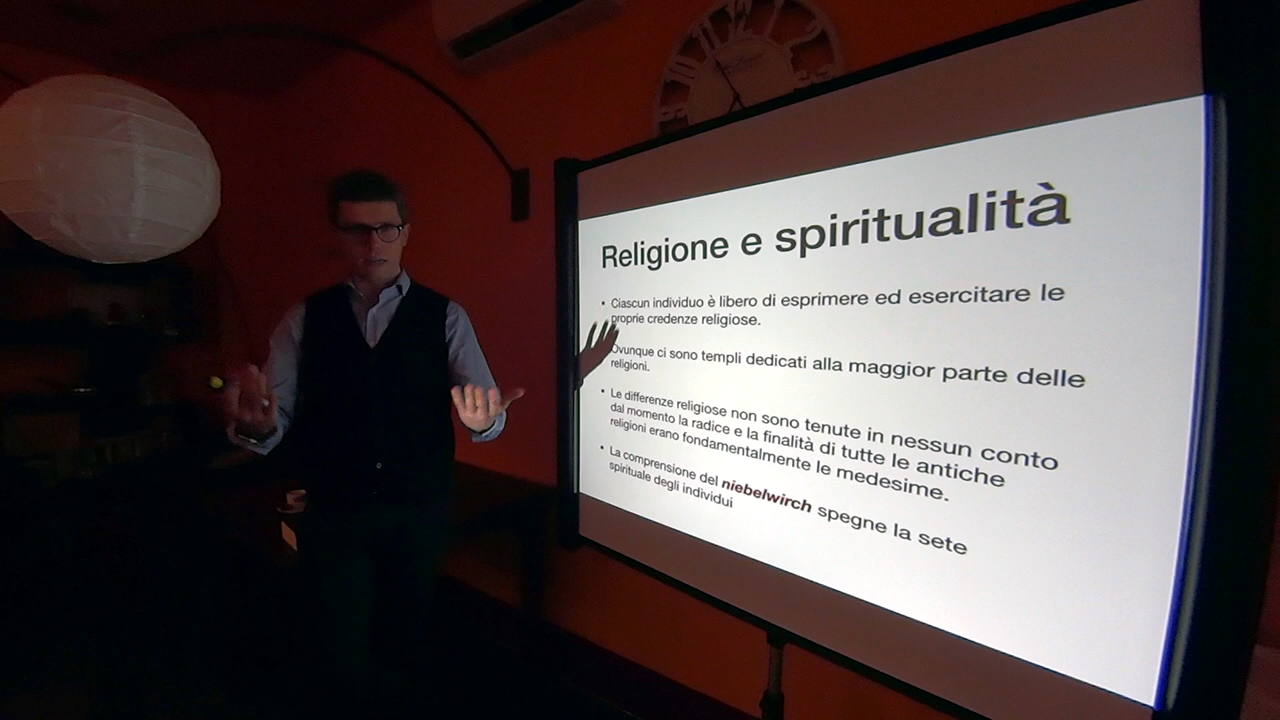 Religione e spiritualità
• Ciascun individuo è libero di esprimere ed esercitare le
proprie credenze religiose.
Ovunque ci sono templi dedicati alla maggior parte delle
religioni.
• Le differenze religiose non sono tenute in nessun conto
dal momento la radice e la finalità di tutte le antiche
religioni erano fondamentalmente le medesime.
• La comprensione del niebelwirch spegne la sete
spirituale degli individui
10 11 12